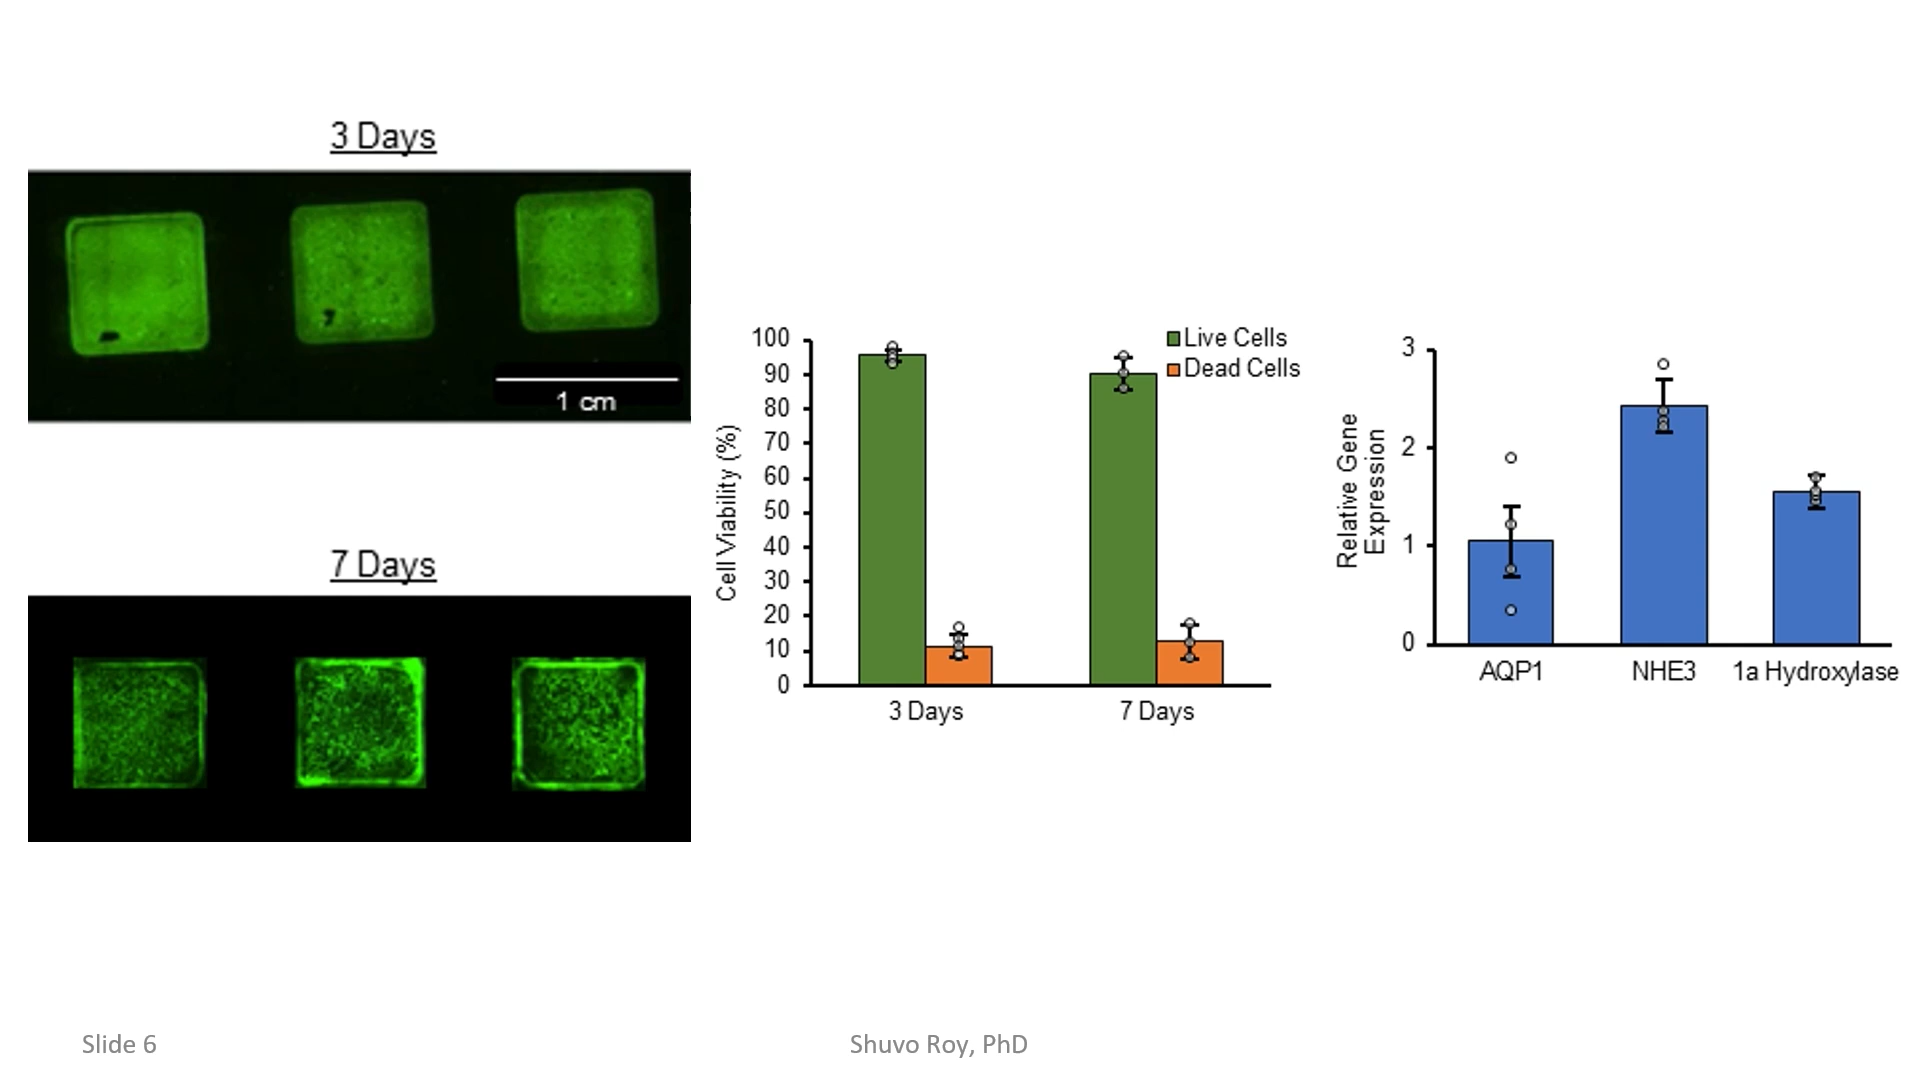 3 Days
1 cm
7 Days
Cell Viability (%)
100
90
80
70
60
50
40
30
20
10
0
3 Days
7 Days
Live Cells
Dead Cells
Relative Gene
Expression
3
2
1
0
AQP1
NHE3
1a Hydroxylase
Slide 6
Shuvo Roy, PhD